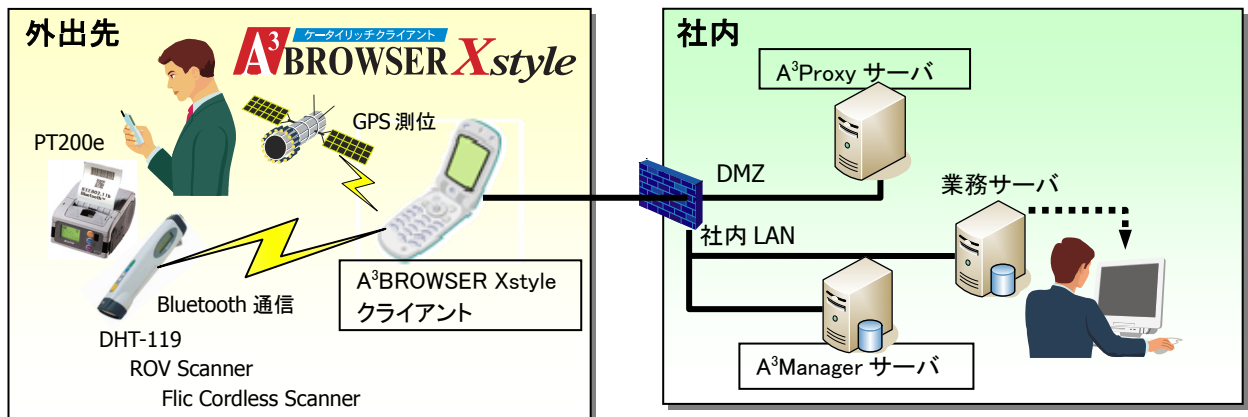 外出先
ケータイリッチクライアント
A³BROWSER Xstyle
GPS 測位
PT200e
Bluetooth 通信
A³BROWSER Xstyle
クライアント
DHT-119
ROV Scanner
Flic Cordless Scanner
社内
A³Proxy サーバ
DMZ
業務サーバ
社内 LAN
A³Manager サーバ